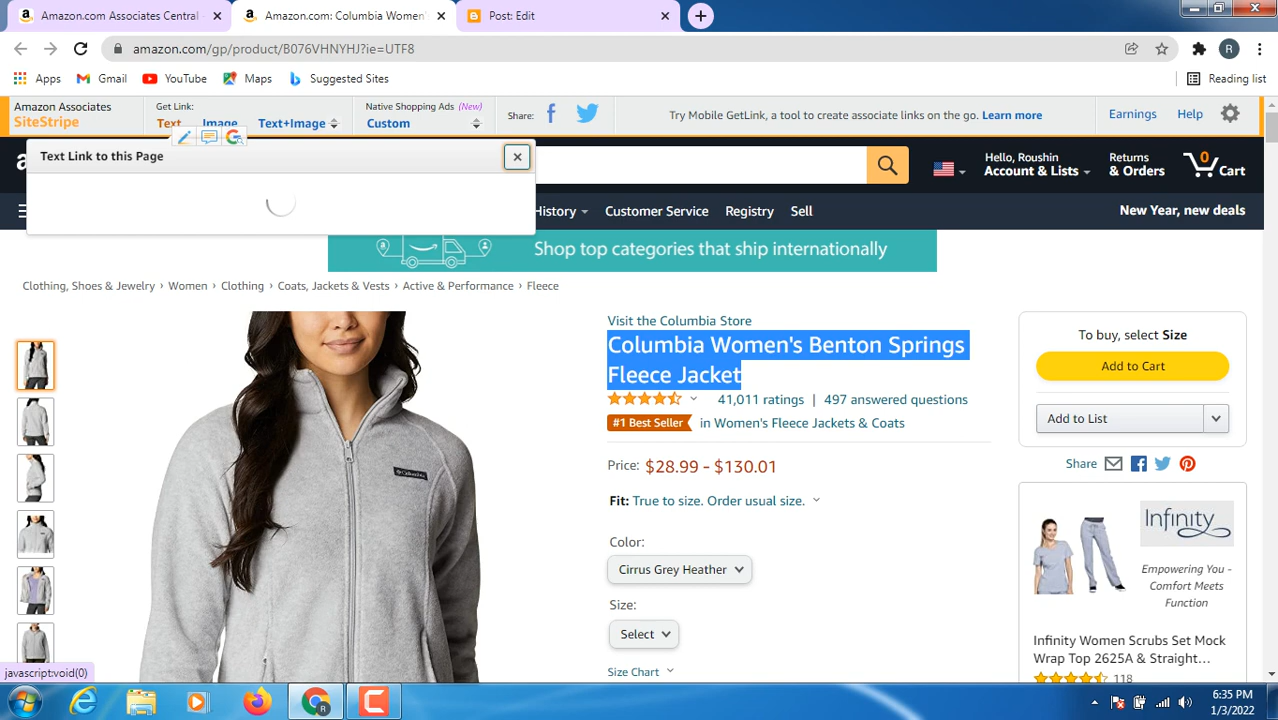 Amazon.com Associates Central -
Amazon.com: Columbia Women'
Post: Edit
amazon.com/gp/product/B076VHNYHJ?ie=UTF8
R
Apps
Gmail
YouTube
Maps
Suggested Sites
Reading list
Amazon Associates
SiteStripe
Get Link:
Text
Image
Text+Image
Native Shopping Ads (New)
Custom
Share:
Try Mobile GetLink, a tool to create associate links on the go. Learn more
Earnings
Help
Text Link to this Page
Hello, Roushin
Account & Lists
Returns
& Orders
0
Cart
History
Customer Service
Registry
Sell
New Year, new deals
Shop top categories that ship internationally
Clothing, Shoes & Jewelry › Women › Clothing › Coats, Jackets & Vests › Active & Performance › Fleece
Visit the Columbia Store
Columbia Women's Benton Springs
Fleece Jacket
41,011 ratings | 497 answered questions
#1 Best Seller in Women's Fleece Jackets & Coats
Price: $28.99 - $130.01
Fit: True to size. Order usual size.
Color:
Cirrus Grey Heather
Size:
Select
Size Chart
Columbia
To buy, select Size
Add to Cart
Add to List
Share
Infinity
Empowering You -
Comfort Meets
Function
Infinity Women Scrubs Set Mock
Wrap Top 2625A & Straight...
118
javascript:void(0)
6:35 PM
1/3/2022